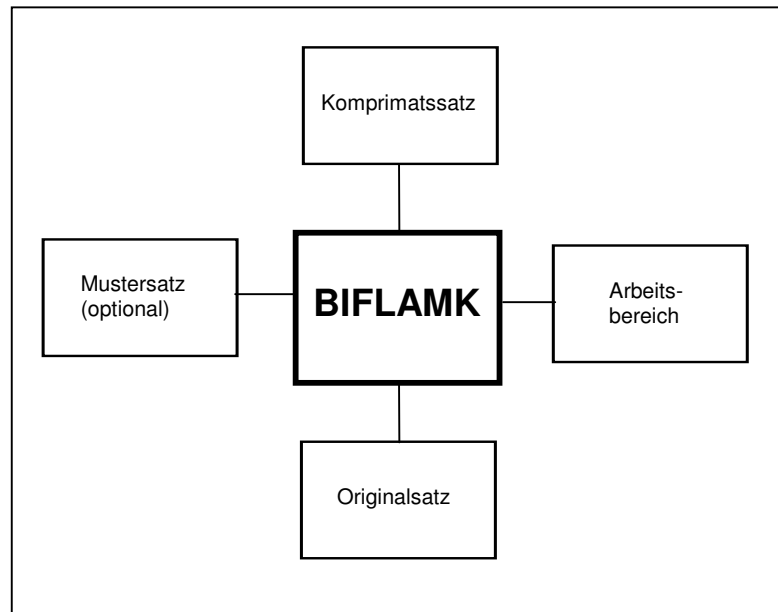 Komprimatssatz
Mustersatz
(optional)
BIFLAMK
Arbeits-
bereich
Originalsatz